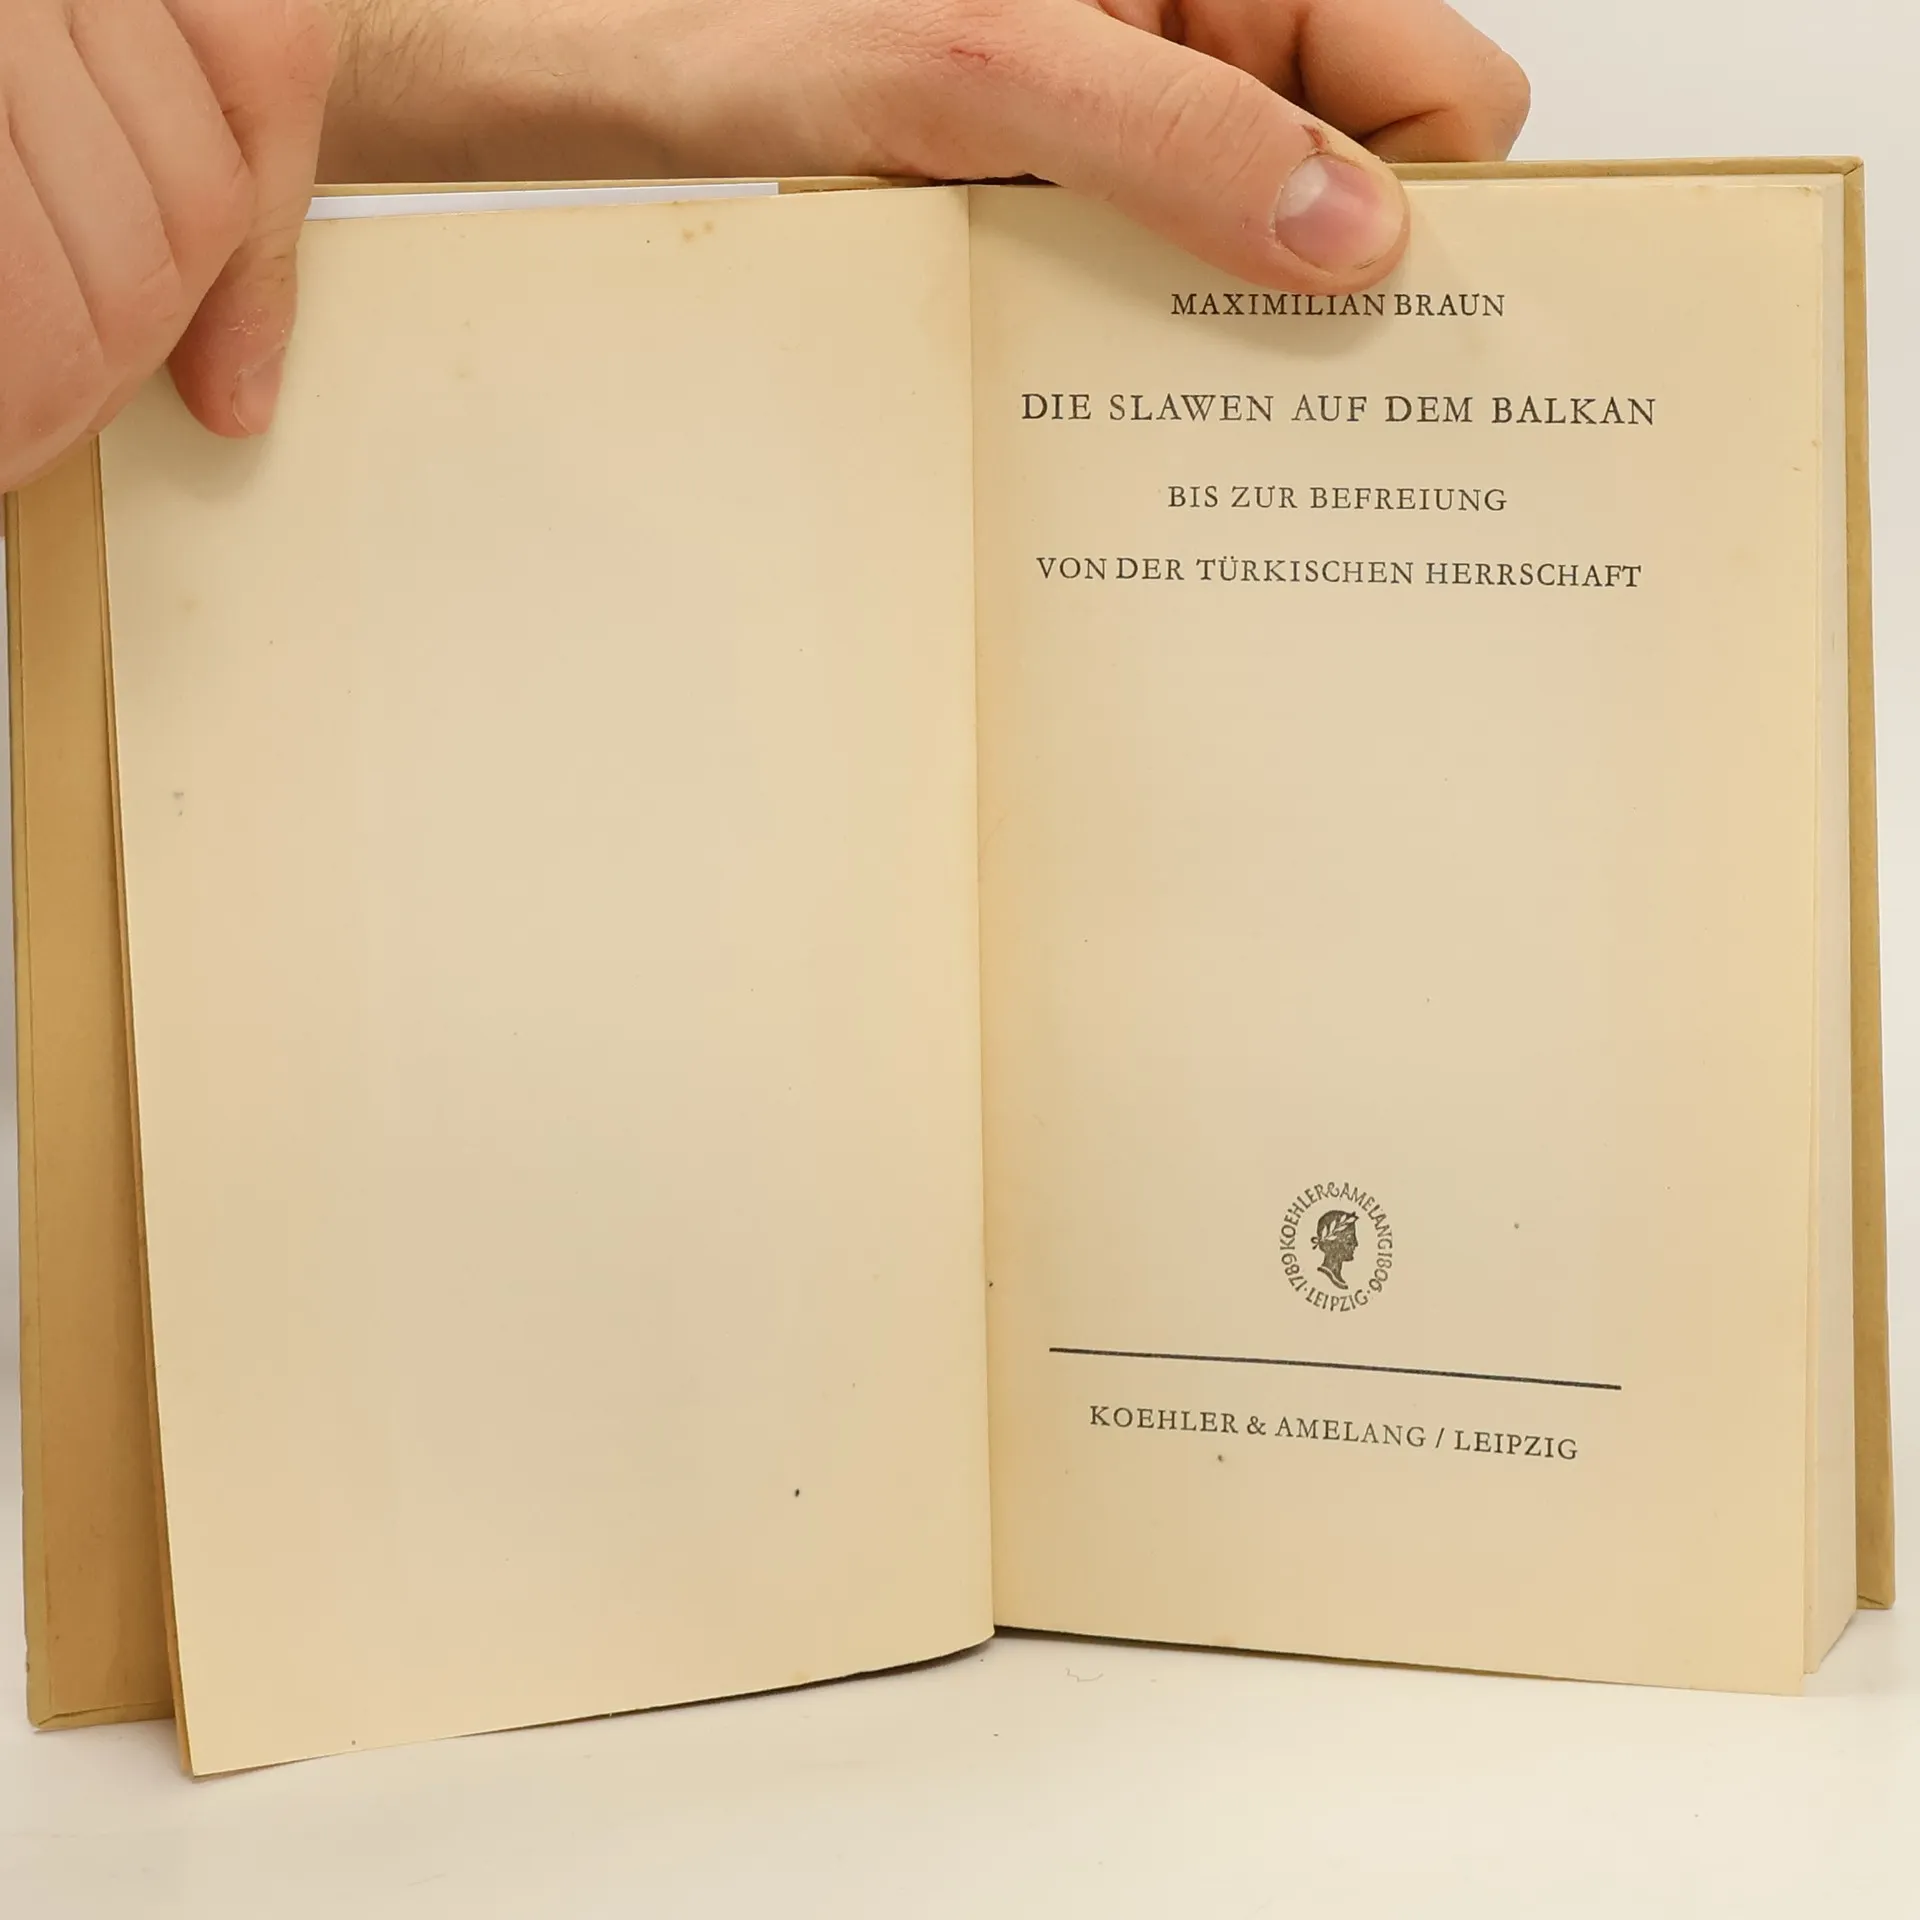 MAXIMILIAN BRAUN
DIE SLAWEN AUF DEM BALKAN
BIS ZUR BEFREIUNG
VON DER TÜRKISCHEN HERRSCHAFT
1789 KOEHLER & AMELANG 1806 · LEIPZIG ·
KOEHLER & AMELANG / LEIPZIG